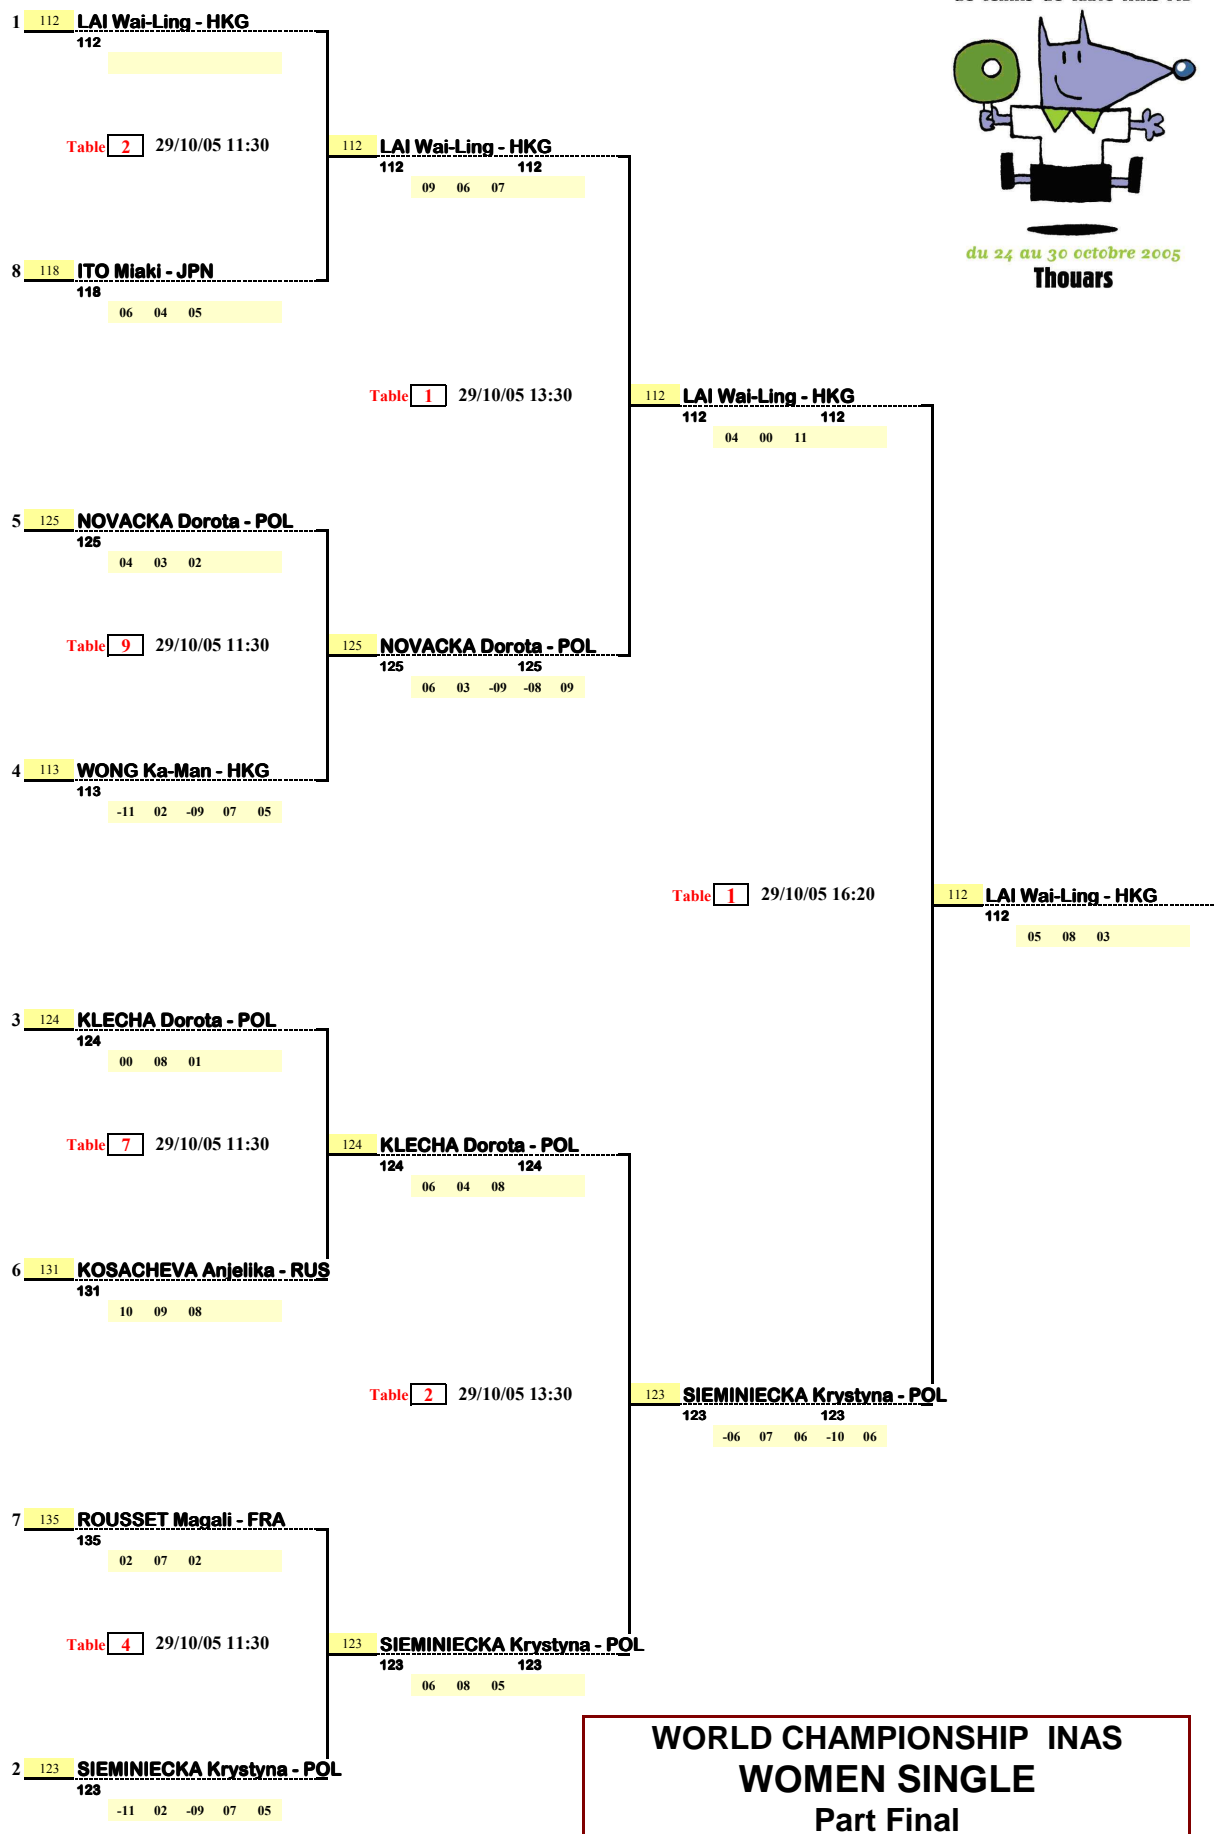 1 112 LAI Wai-Ling - HKG
112
Table 2 29/10/05 11:30
112 LAI Wai-Ling - HKG
112 112
09 06 07
du 24 au 30 octobre 2005
Thouars
8 118 ITO Miaki - JPN
118
06 04 05
Table 1 29/10/05 13:30
112 LAI Wai-Ling - HKG
112 112
04 00 11
5 125 NOVACKA Dorota - POL
125
04 03 02
Table 9 29/10/05 11:30
125 NOVACKA Dorota - POL
125 125
06 03 -09 -08 09
4 113 WONG Ka-Man - HKG
113
-11 02 -09 07 05
Table 1 29/10/05 16:20
112 LAI Wai-Ling - HKG
112
05 08 03
3 124 KLECHA Dorota - POL
124
00 08 01
Table 7 29/10/05 11:30
124 KLECHA Dorota - POL
124 124
06 04 08
6 131 KOSACHEVA Anjelika - RUS
131
10 09 08
Table 2 29/10/05 13:30
123 SIEMINIECKA Krystyna - POL
123 123
-06 07 06 -10 06
7 135 ROUSSET Magali - FRA
135
02 07 02
Table 4 29/10/05 11:30
123 SIEMINIECKA Krystyna - POL
123 123
06 08 05
2 123 SIEMINIECKA Krystyna - POL
123
-11 02 -09 07 05
WORLD CHAMPIONSHIP INAS
WOMEN SINGLE
Part Final